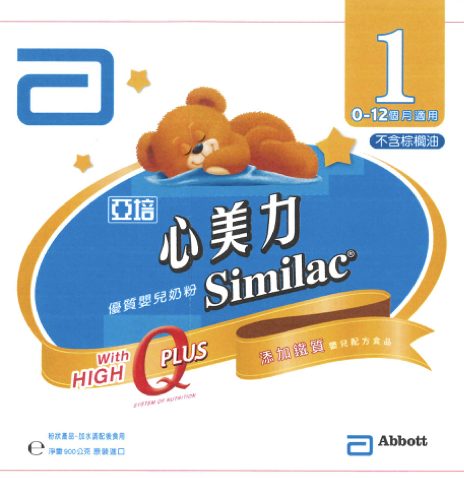 1
0-12個月適用
不含棕櫚油
亞培
心美力
優質嬰兒奶粉
Similac®
With
HIGH Q PLUS
SYSTEM OF NUTRITION
添加鐵質 嬰兒配方食品
粉狀產品-加水調配後食用
℮ 淨重900公克 原裝進口
Abbott